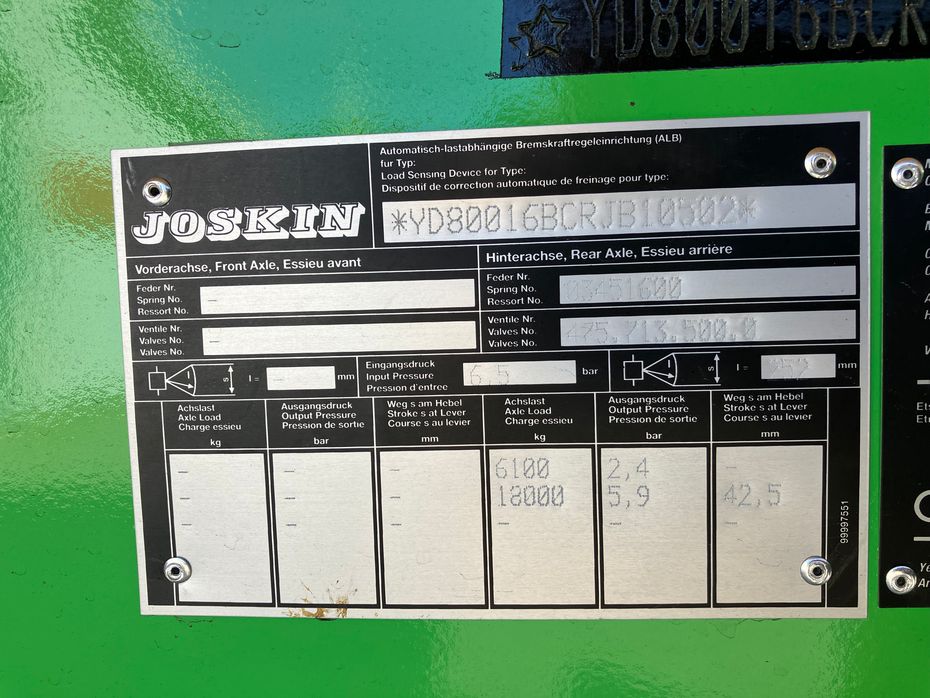 YD80016BCR
Automatisch-lastabhängige Bremskraftregeleinrichtung (ALB)
fur Typ:
Load Sensing Device for Type:
Dispositif de correction automatique de freinage pour type:
JOSKIN
*YD80016BCRJB10502*
Vorderachse, Front Axle, Essieu avant
Hinterachse, Rear Axle, Essieu arrière
Feder Nr.
Spring No.
Ressort No.
–
Feder Nr.
Spring No.
Ressort No.
Ventile Nr.
Valves No.
Valves No.
–
Ventile Nr.
Valves No.
Valves No.
475.713.500.0
s
l =
–
mm
Eingangsdruck
Input Pressure
Pression d'entree
6,5
bar
s
l =
mm
Achslast
Axle Load
Charge essieu
kg
Ausgangsdruck
Output Pressure
Pression de sortie
bar
Weg s am Hebel
Stroke s at Lever
Course s au levier
mm
Achslast
Axle Load
Charge essieu
kg
Ausgangsdruck
Output Pressure
Pression de sortie
bar
Weg s am Hebel
Stroke s at Lever
Course s au levier
mm
– – – 6100 2,4 –
– – – 18000 5,9 42,5
– – – – – –
99997551